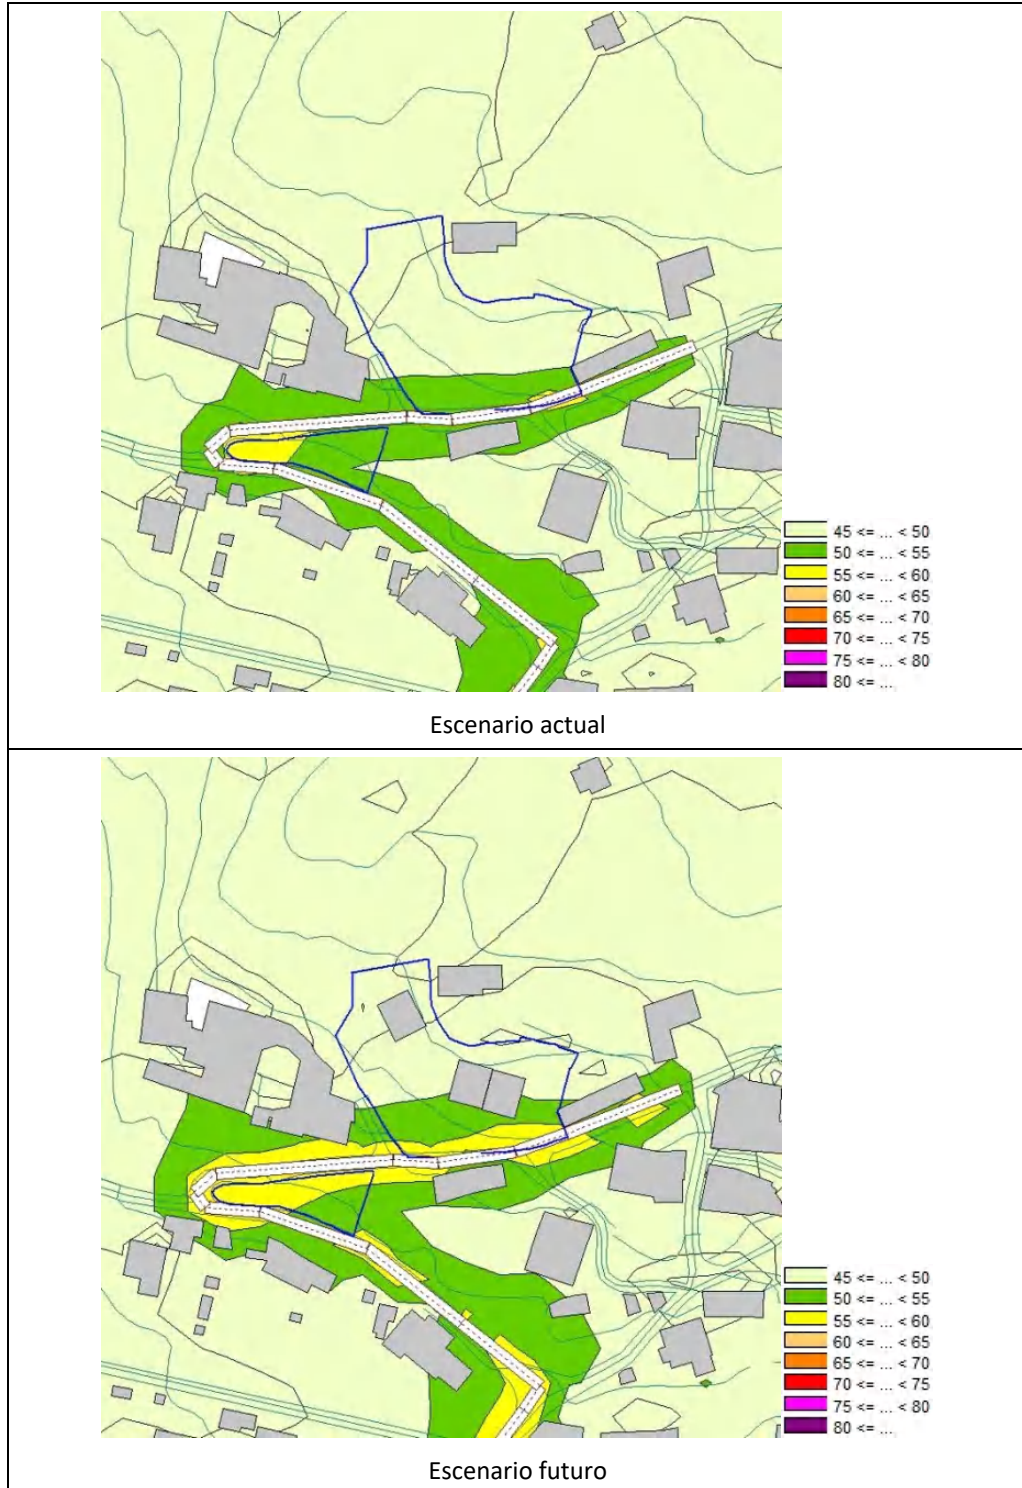 45 <= ... < 50
50 <= ... < 55
55 <= ... < 60
60 <= ... < 65
65 <= ... < 70
70 <= ... < 75
75 <= ... < 80
80 <= ...
Escenario actual
45 <= ... < 50
50 <= ... < 55
55 <= ... < 60
60 <= ... < 65
65 <= ... < 70
70 <= ... < 75
75 <= ... < 80
80 <= ...
Escenario futuro